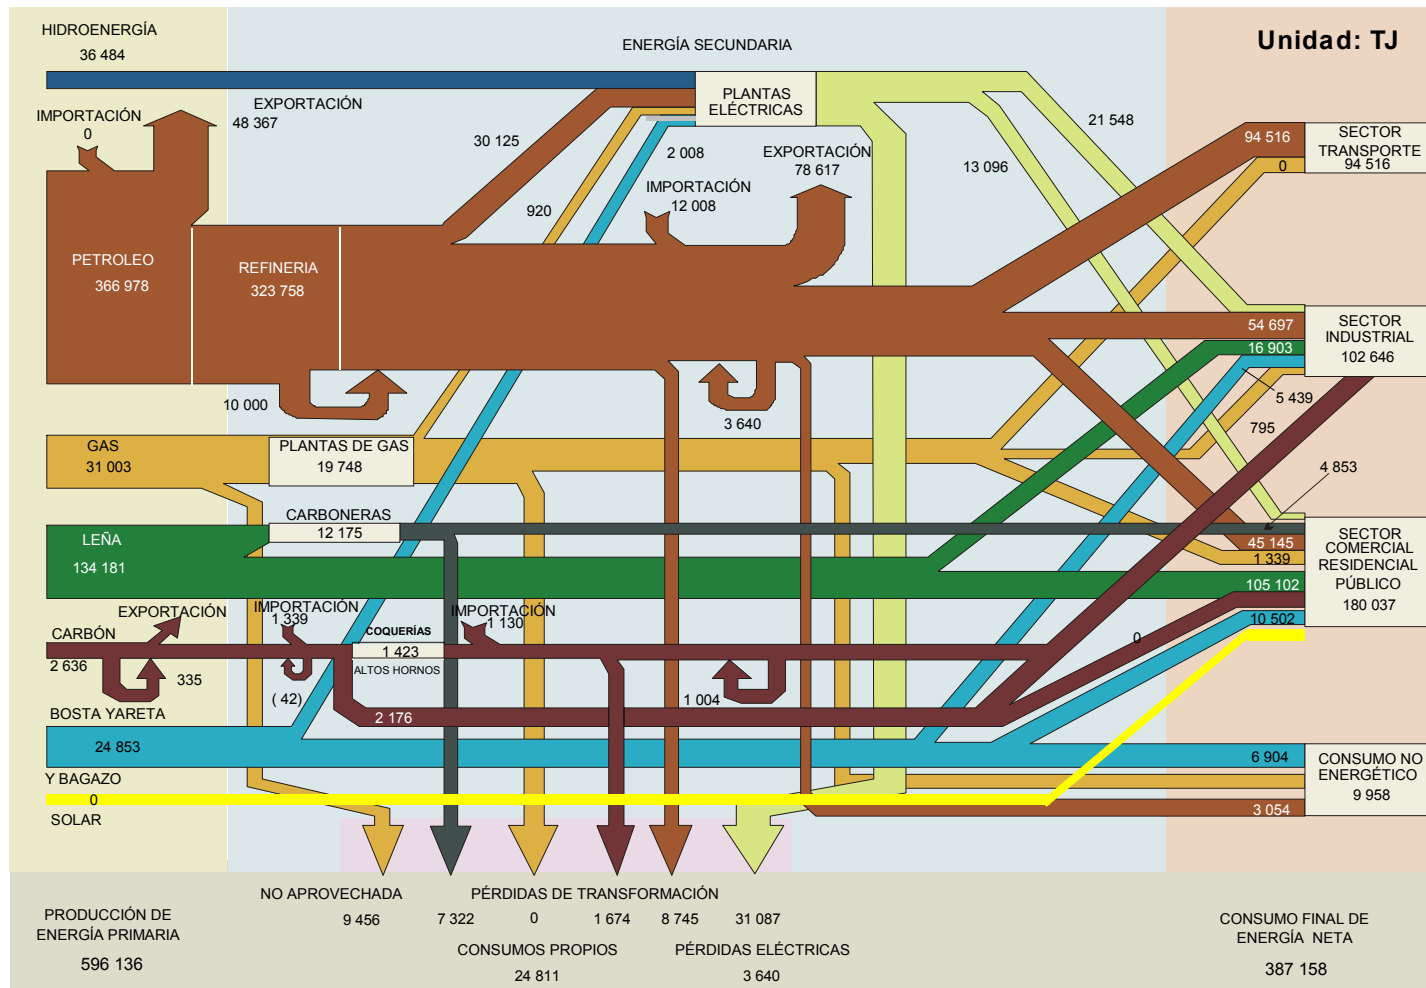 HIDROENERGÍA
36 484
ENERGÍA SECUNDARIA
Unidad: TJ
IMPORTACIÓN
0
EXPORTACIÓN
48 367
PLANTAS
ELÉCTRICAS
21 548
30 125
2 008
EXPORTACIÓN
78 617
13 096
94 516
0
SECTOR
TRANSPORTE
94 516
IMPORTACIÓN
12 008
920
PETROLEO
366 978
REFINERIA
323 758
54 697
16 903
SECTOR
INDUSTRIAL
102 646
10 000
3 640
5 439
795
GAS
31 003
PLANTAS DE GAS
19 748
4 853
CARBONERAS
12 175
LEÑA
134 181
45 145
1 339
105 102
10 502
SECTOR
COMERCIAL
RESIDENCIAL
PÚBLICO
180 037
EXPORTACIÓN
IMPORTACIÓN
1 339
IMPORTACIÓN
1 130
CARBÓN
2 636
335
( 42)
COQUERÍAS
1 423
ALTOS HORNOS
1 004
0
2 176
BOSTA YARETA
24 853
Y BAGAZO
0
SOLAR
6 904
3 054
CONSUMO NO
ENERGÉTICO
9 958
NO APROVECHADA
9 456
7 322
PÉRDIDAS DE TRANSFORMACIÓN
0
1 674
8 745
31 087
CONSUMOS PROPIOS
24 811
PÉRDIDAS ELÉCTRICAS
3 640
PRODUCCIÓN DE
ENERGÍA PRIMARIA
596 136
CONSUMO FINAL DE
ENERGÍA NETA
387 158